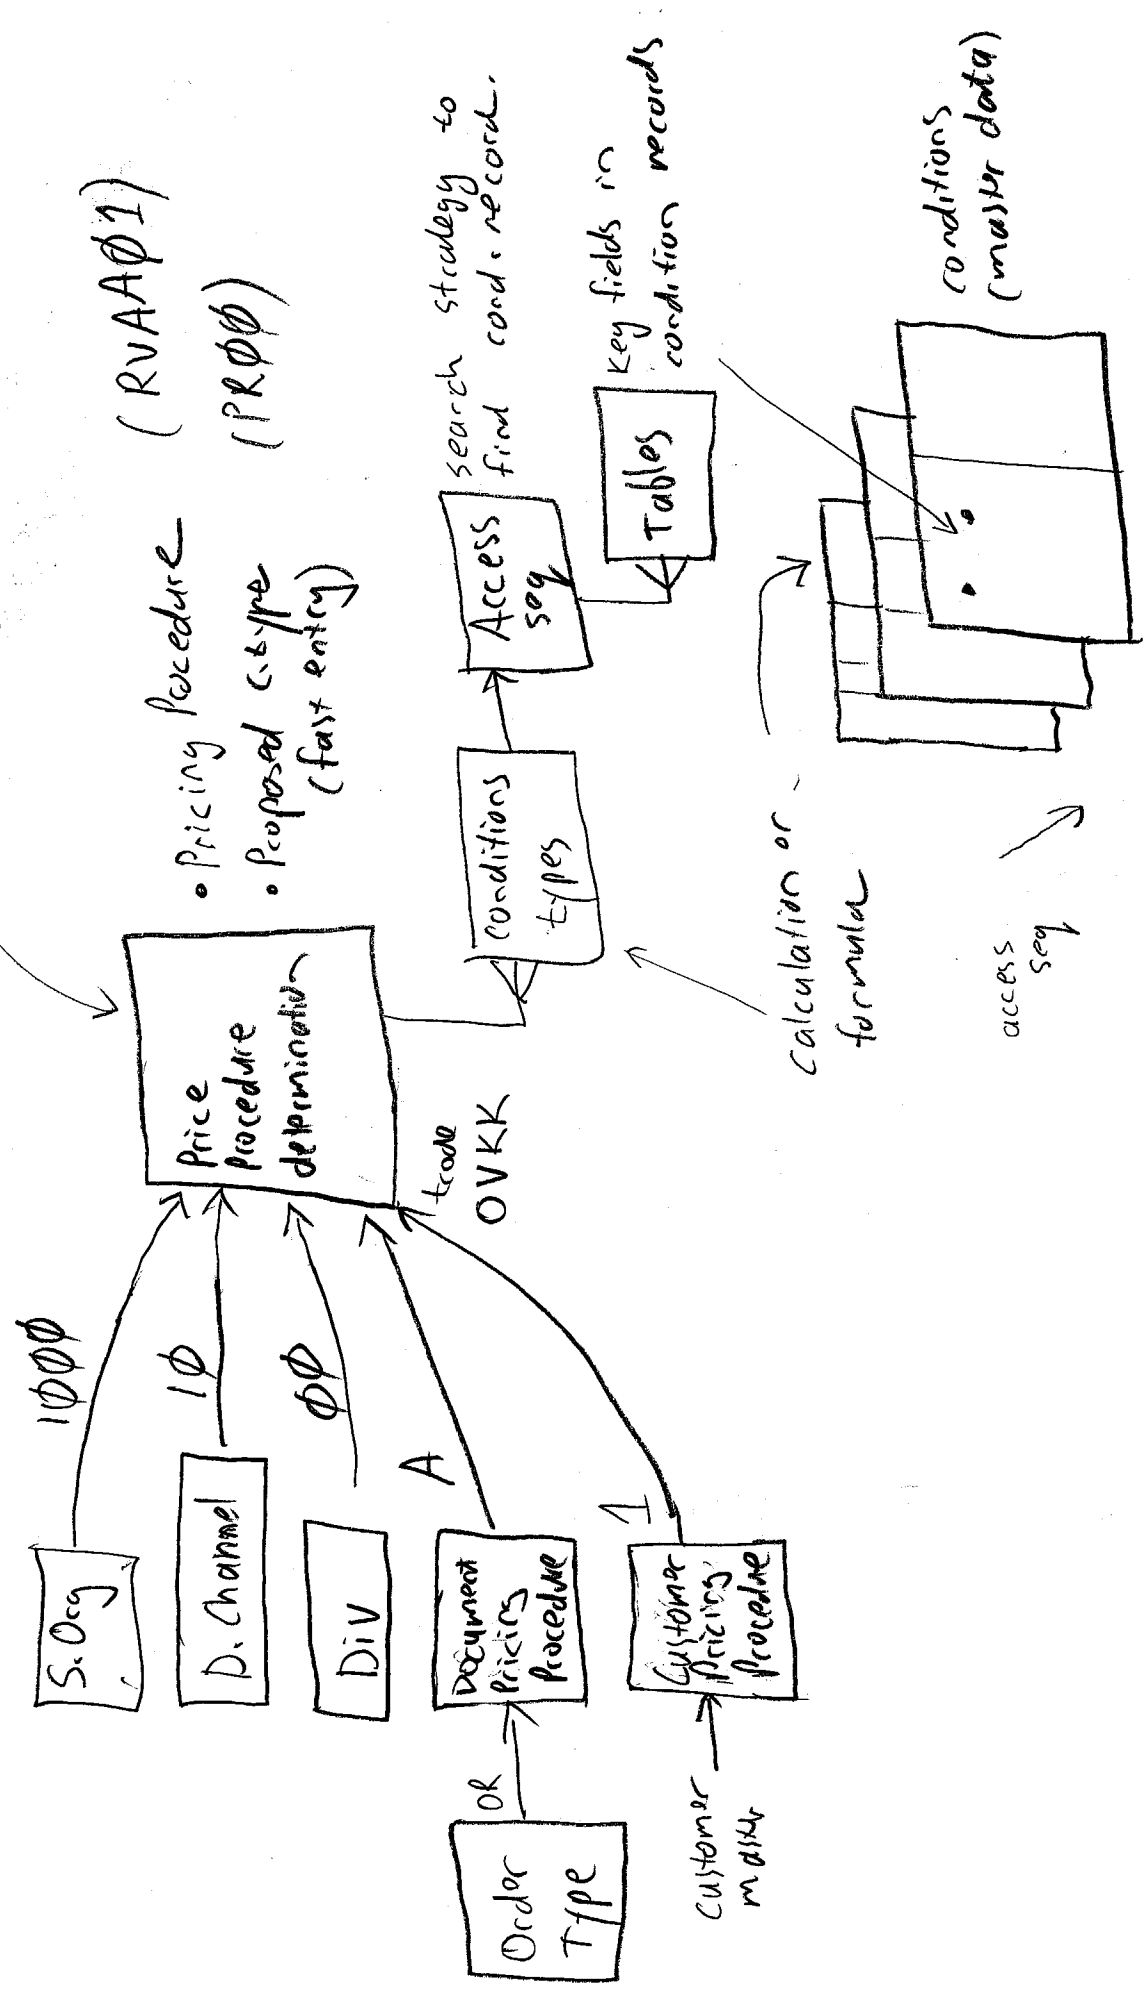 S.Org
1000
D. Channel
10
Div
00
Order
Type
OR
Document
Pricing
Procedure
A
Customer
master
Customer
Pricing
Procedure
1
Price
procedure
determination
tcode
OVKK
• Pricing Procedure (RVAA01)
• Proposed c.type (PR00)
(fast entry)
conditions
types
Access
seq
search strategy to
find cond. record.
Tables
key fields in
condition records
Calculation or
formula
access
seq
conditions
(master data)